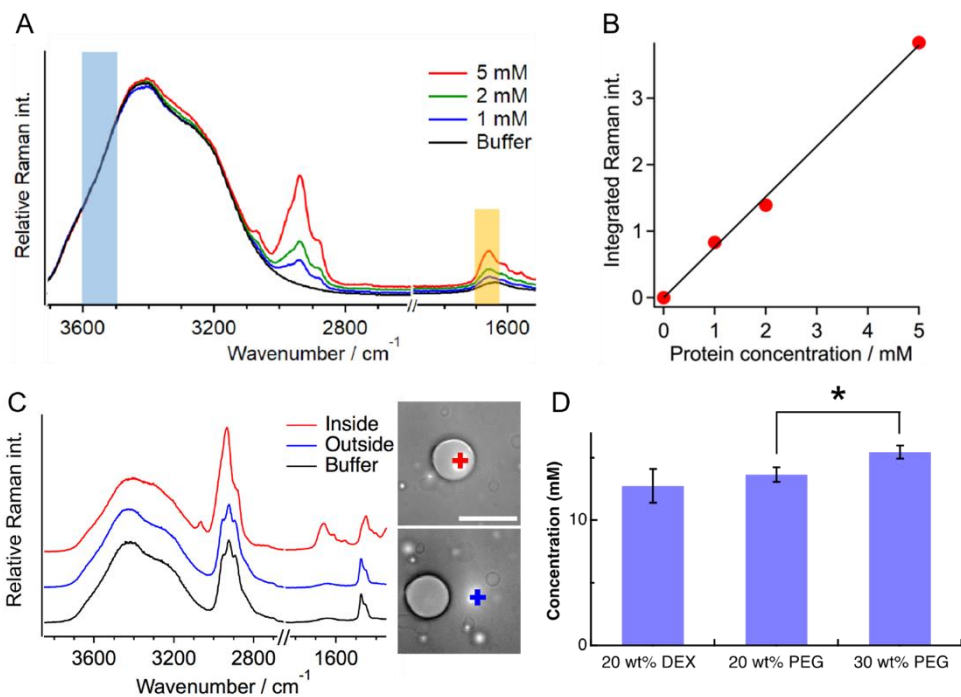 A
Relative Raman int.
5 mM
2 mM
1 mM
Buffer
3600
3200
2800
1600
Wavenumber / cm-1
B
Integrated Raman int.
3
2
1
0
0
1
2
3
4
5
Protein concentration / mM
C
Relative Raman int.
Inside
Outside
Buffer
3600
2800
1600
Wavenumber / cm-1
D
*
Concentration (mM)
10
0
20 wt% DEX
20 wt% PEG
30 wt% PEG